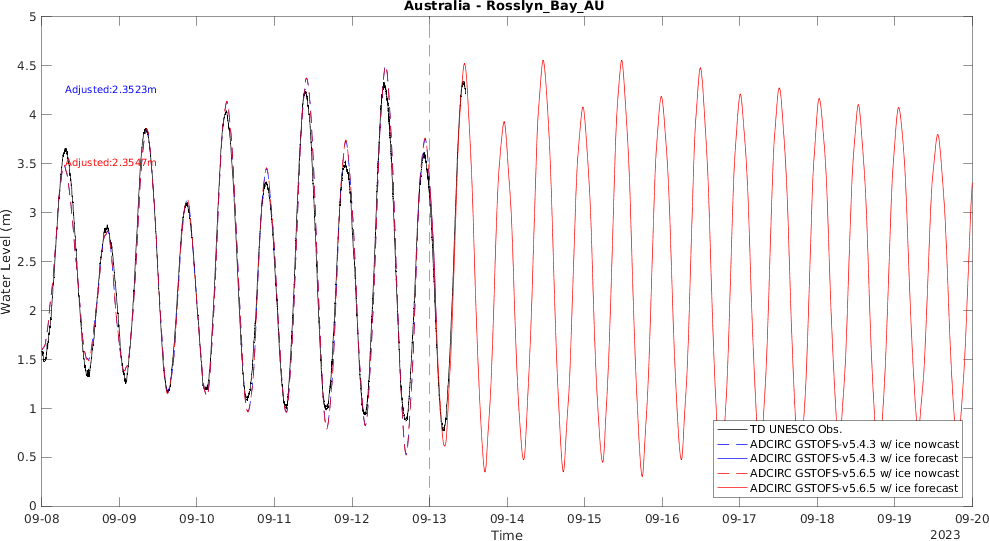 Australia - Rosslyn_Bay_AU
5
4.5
4
3.5
3
2.5
2
1.5
1
0.5
0
Water Level (m)
Adjusted:2.3523m
Adjusted:2.3547m
TD UNESCO Obs.
ADCIRC GSTOFS-v5.4.3 w/ ice nowcast
ADCIRC GSTOFS-v5.4.3 w/ ice forecast
ADCIRC GSTOFS-v5.6.5 w/ ice nowcast
ADCIRC GSTOFS-v5.6.5 w/ ice forecast
09-08 09-09 09-10 09-11 09-12 09-13 09-14 09-15 09-16 09-17 09-18 09-19 09-20
Time
2023